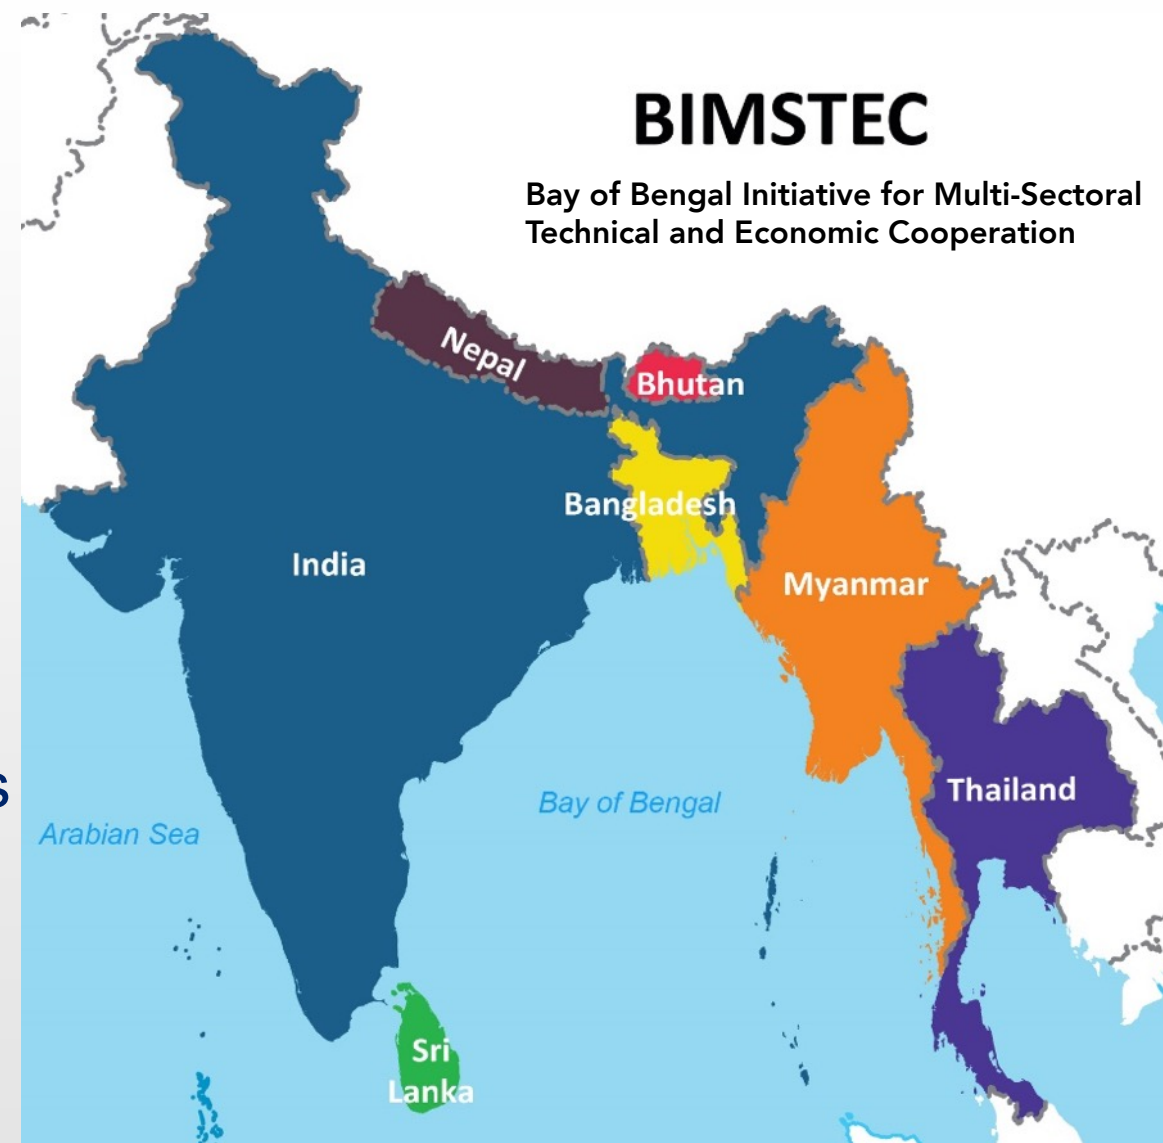 BIMSTEC
Bay of Bengal Initiative for Multi-Sectoral
Technical and Economic Cooperation
Nepal
Bhutan
Bangladesh
India
Myanmar
Thailand
Bay of Bengal
s
Arabian Sea
Sri
Lanka